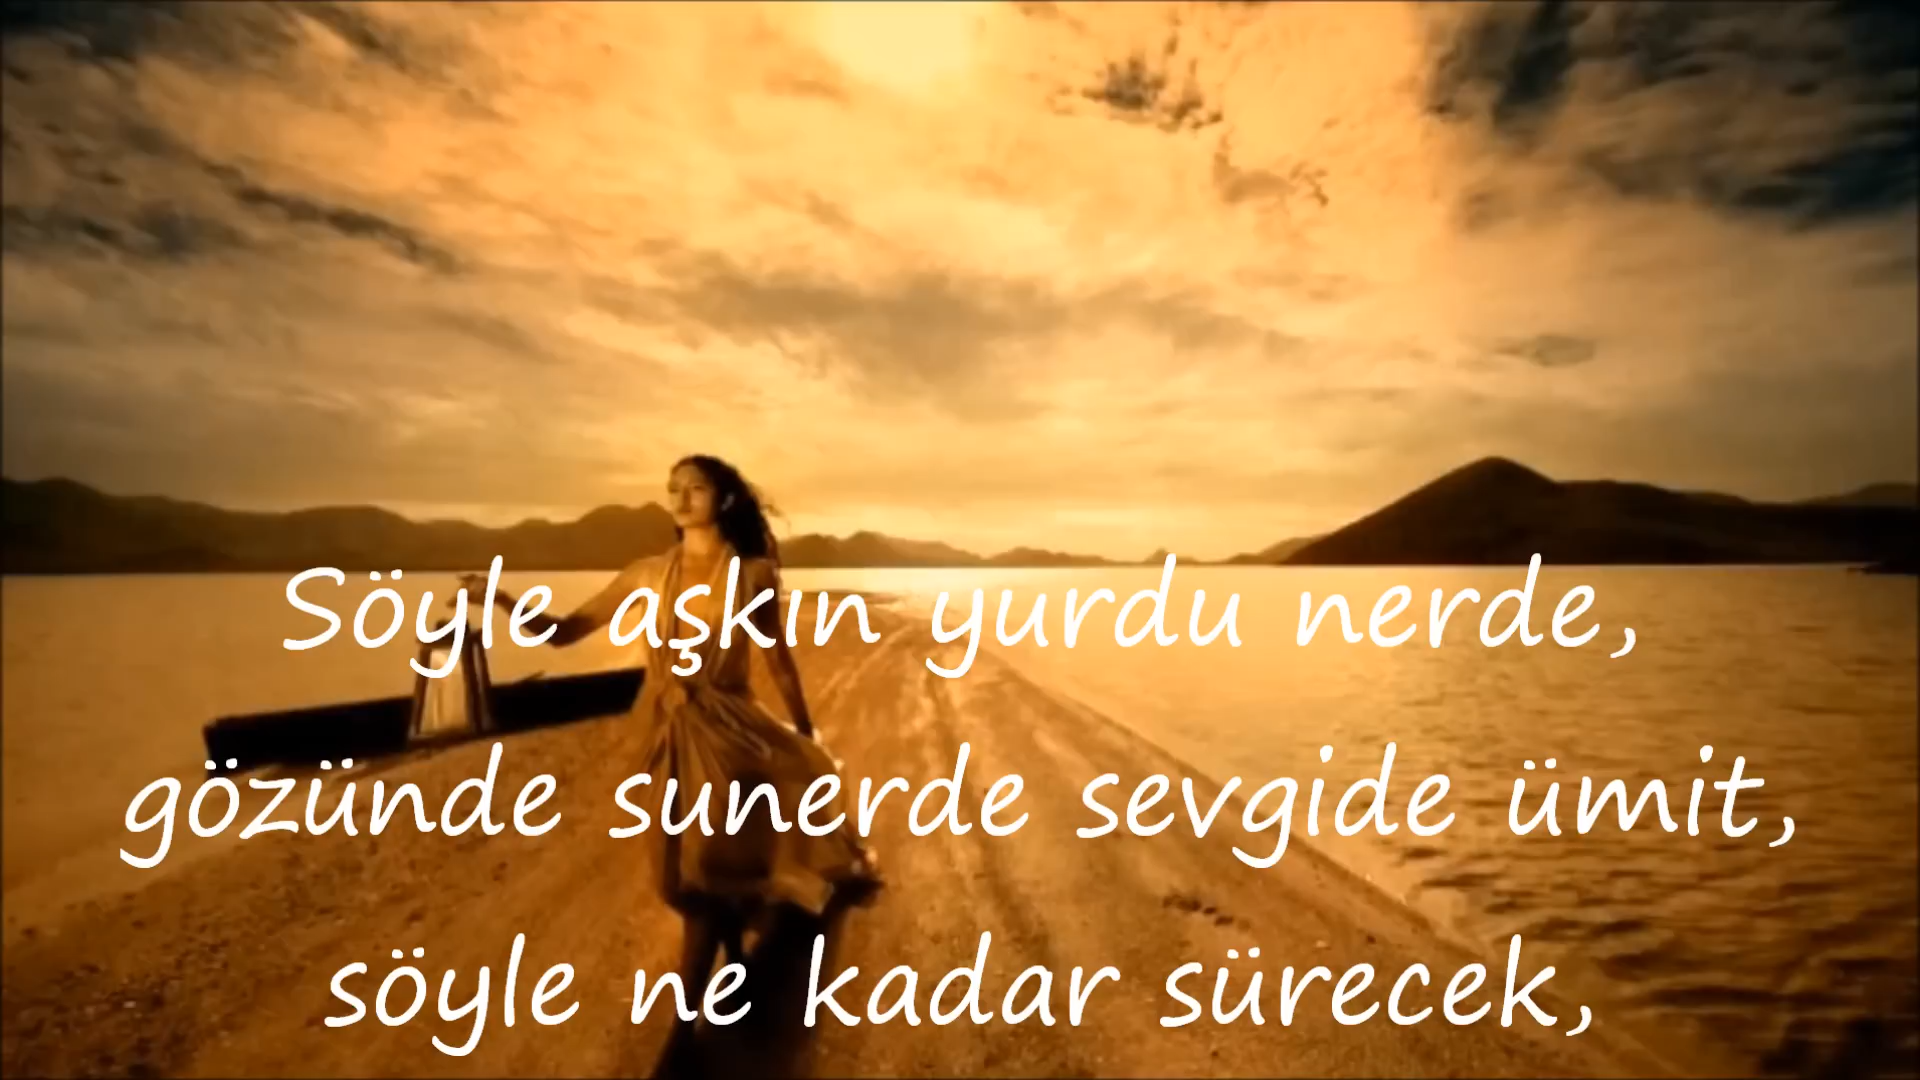 Söyle aşkın yurdu nerde,
gözünde sunerde sevgide ümit,
söyle ne kadar sürecek,